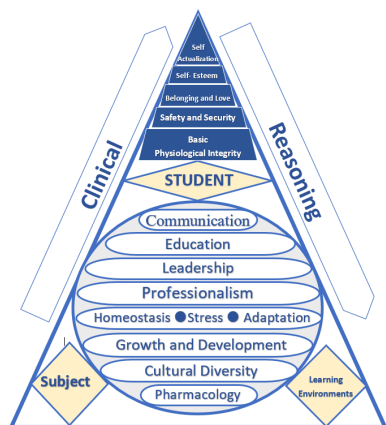 Self
Actualization
Self- Esteem
Belonging and Love
Safety and Security
Basic
Physiological Integrity
Clinical
Reasoning
STUDENT
Communication
Education
Leadership
Professionalism
Homeostasis ● Stress ● Adaptation
Growth and Development
Cultural Diversity
Pharmacology
Subject
Learning
Environments